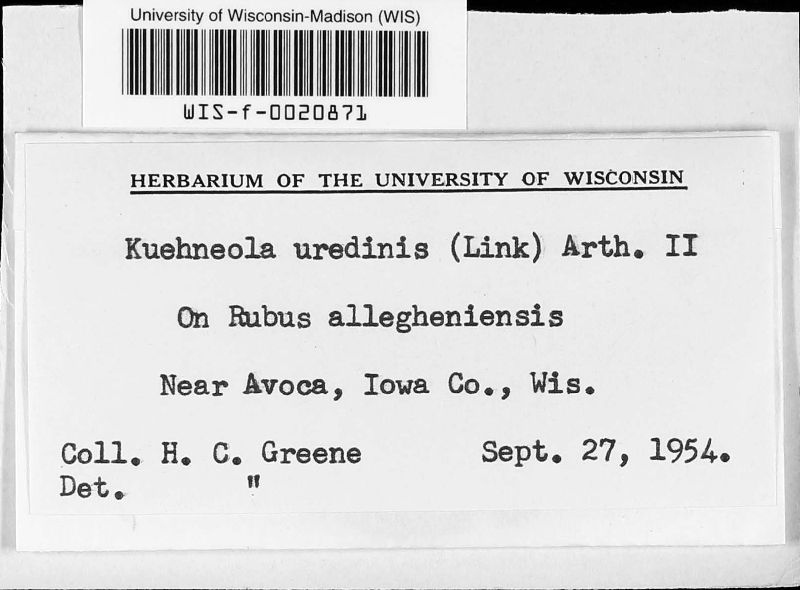 University of Wisconsin-Madison (WIS)
WIS-f-0020871
HERBARIUM OF THE UNIVERSITY OF WISCONSIN
Kuehneola uredinis (Link) Arth. II
On Rubus allegheniensis
Near Avoca, Iowa Co., Wis.
Coll. H. C. Greene Sept. 27, 1954.
Det. "